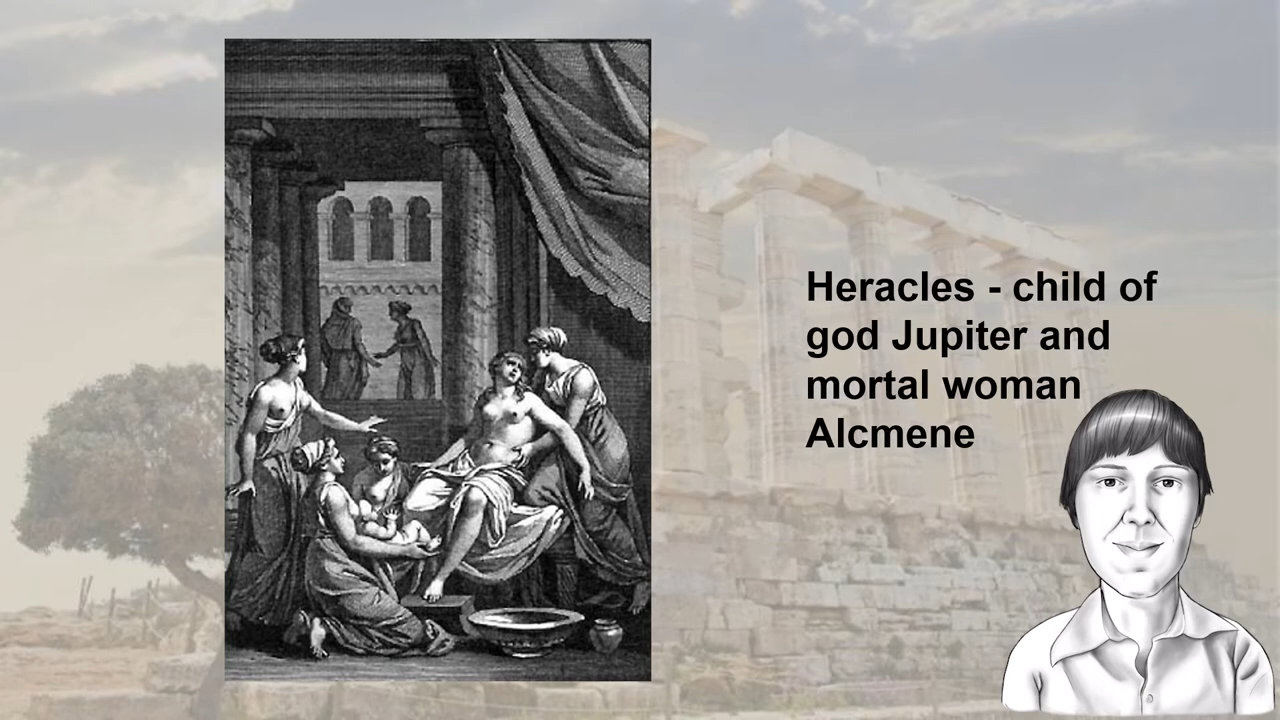 Heracles - child of
god Jupiter and
mortal woman
Alcmene